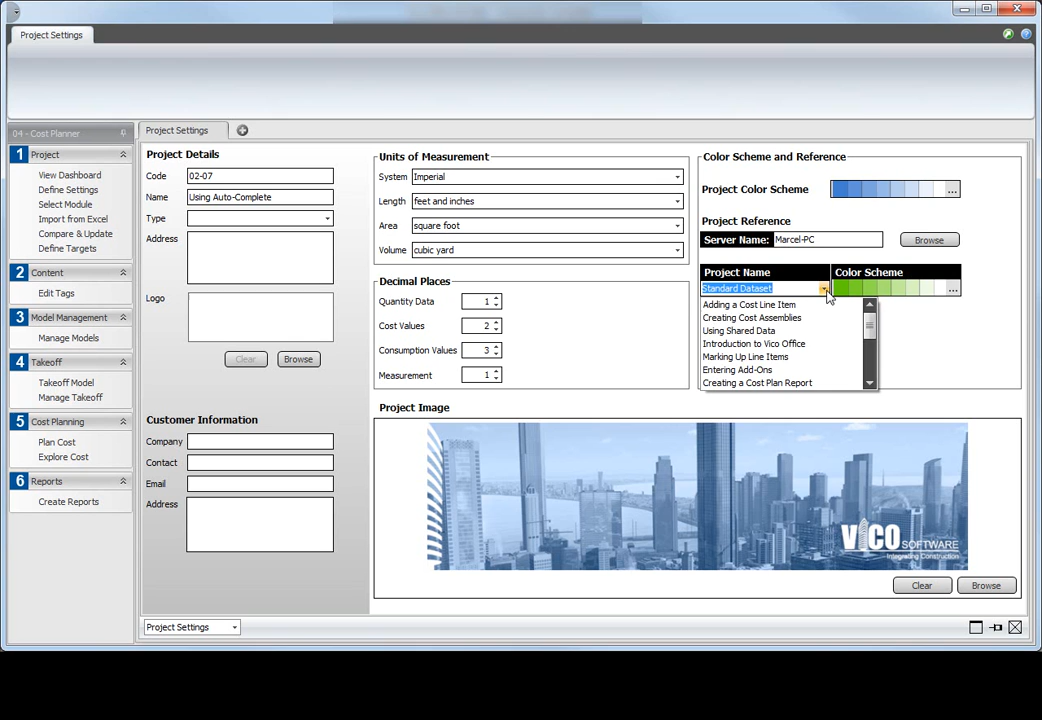 Project Settings
04 - Cost Planner
1 Project
View Dashboard
Define Settings
Select Module
Import from Excel
Compare & Update
Define Targets
2 Content
Edit Tags
3 Model Management
Manage Models
4 Takeoff
Takeoff Model
Manage Takeoff
5 Cost Planning
Plan Cost
Explore Cost
6 Reports
Create Reports
Project Settings
Project Details
Code 02-07
Name Using Auto-Complete
Type
Address
Logo
Clear Browse
Customer Information
Company
Contact
Email
Address
Units of Measurement
System Imperial
Length feet and inches
Area square foot
Volume cubic yard
Decimal Places
Quantity Data 1
Cost Values 2
Consumption Values 3
Measurement 1
Color Scheme and Reference
Project Color Scheme ...
Project Reference
Server Name: Marcel-PC Browse
Project Name Color Scheme
Standard Dataset ...
Adding a Cost Line Item
Creating Cost Assemblies
Using Shared Data
Introduction to Vico Office
Marking Up Line Items
Entering Add-Ons
Creating a Cost Plan Report
Project Image
VICO SOFTWARE
Integrating Construction
Clear Browse
Project Settings